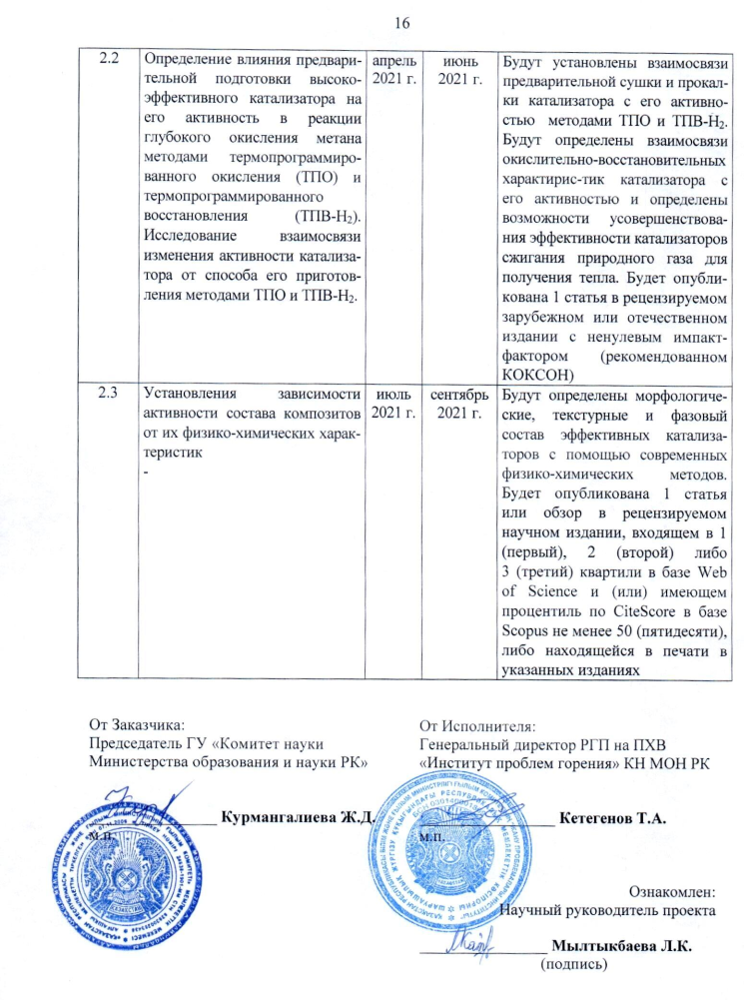 16
2.2
Определение влияния предвари-
тельной подготовки высоко-
эффективного катализатора на
его активность в реакции
глубокого окисления метана
методами термопрограммиро-
ванного окисления (ТПО) и
термопрограммированного
восстановления (ТПВ-Н₂).
Исследование взаимосвязи
изменения активности катализа-
тора от способа его приготов-
ления методами ТПО и ТПВ-Н₂.
апрель
2021 г.
июнь
2021 г.
Будут установлены взаимосвязи
предварительной сушки и прокал-
ки катализатора с его активно-
стью методами ТПО и ТПВ-Н₂.
Будут определены взаимосвязи
окислительно-восстановительных
характирис-тик катализатора с
его активностью и определены
возможности усовершенствова-
ния эффективности катализаторов
сжигания природного газа для
получения тепла. Будет опубли-
кована 1 статья в рецензируемом
зарубежном или отечественном
издании с ненулевым импакт-
фактором (рекомендованном
КОКСОН)
2.3
Установления зависимости
активности состава композитов
от их физико-химических харак-
теристик
-
июль
2021 г.
сентябрь
2021 г.
Будут определены морфологиче-
ские, текстурные и фазовый
состав эффективных катализа-
торов с помощью современных
физико-химических методов.
Будет опубликована 1 статья
или обзор в рецензируемом
научном издании, входящем в 1
(первый), 2 (второй) либо
3 (третий) квартили в базе Web
of Science и (или) имеющем
процентиль по CiteScore в базе
Scopus не менее 50 (пятидесяти),
либо находящейся в печати в
указанных изданиях
От Заказчика:
Председатель ГУ «Комитет науки
Министерства образования и науки РК»
Курмангалиева Ж.Д.
м.п.
От Исполнителя:
Генеральный директор РГП на ПХВ
«Институт проблем горения» КН МОН РК
Кетегенов Т.А.
м.п.
Ознакомлен:
Научный руководитель проекта
Мылтыкбаева Л.К.
(подпись)